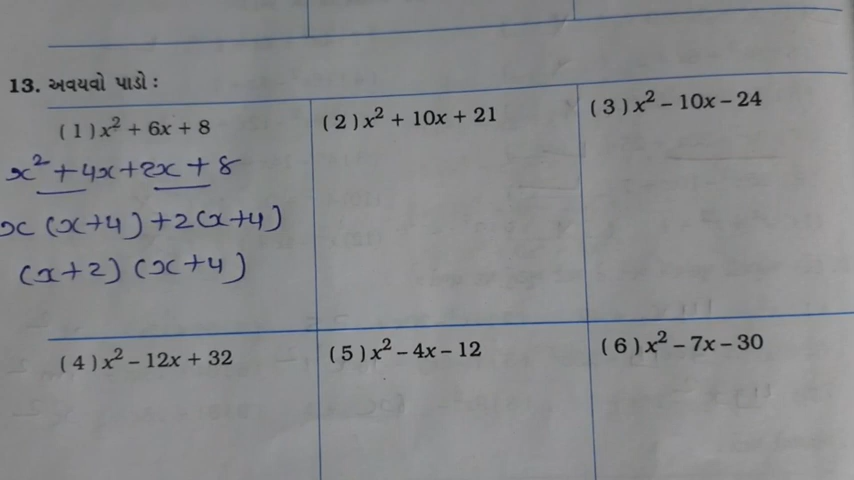 13. અવયવો પાડો :
(1) x² + 6x + 8
x² + 4x + 2x + 8
x (x+4) + 2(x+4)
(x+2) (x+4)
(2) x² + 10x + 21
(3) x² – 10x – 24
(4) x² – 12x + 32
(5) x² – 4x – 12
(6) x² – 7x – 30